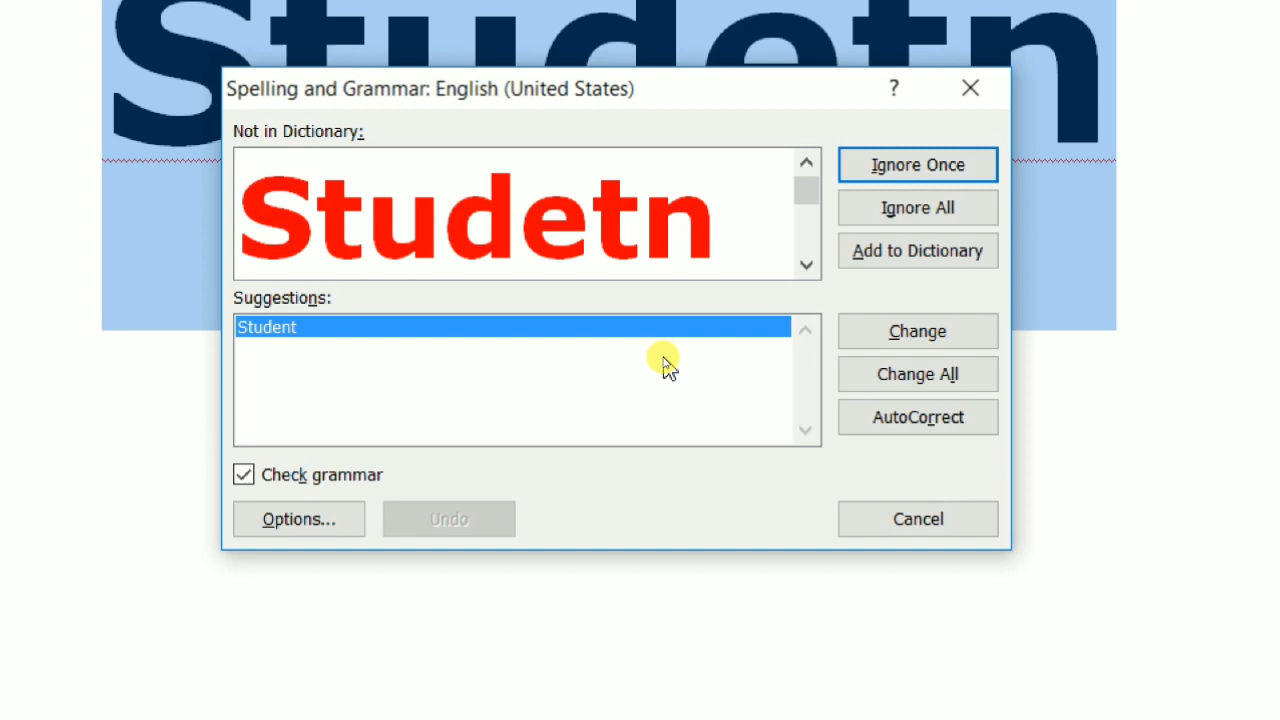 Studetn
Spelling and Grammar: English (United States) ?
Not in Dictionary:
Studetn
Ignore Once
Ignore All
Add to Dictionary
Suggestions:
Student
Change
Change All
AutoCorrect
Check grammar
Options... Undo Cancel